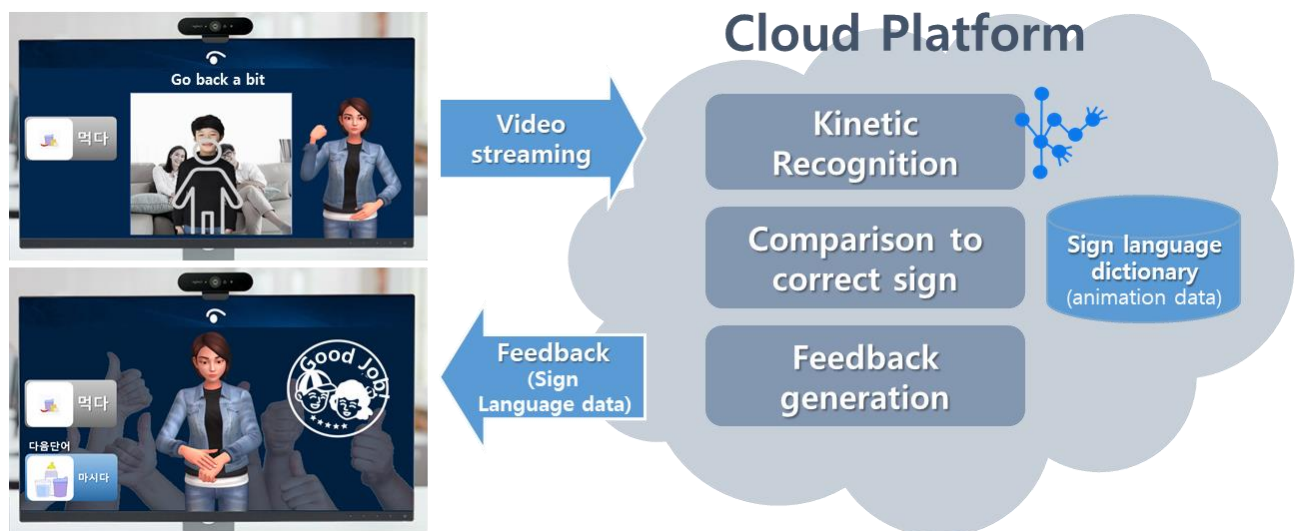 Cloud Platform
Go back a bit
먹다
Video
streaming
Kinetic
Recognition
Comparison to
correct sign
Sign language
dictionary
(animation data)
Good Job!
먹다
다음단어
마시다
Feedback
(Sign
Language data)
Feedback
generation